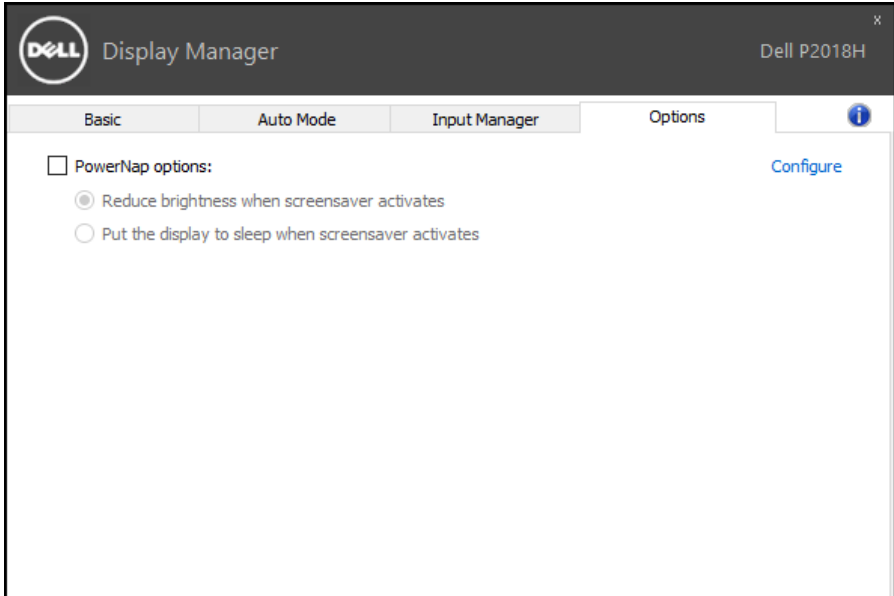 x
DELL Display Manager Dell P2018H
Basic Auto Mode Input Manager Options i
PowerNap options: Configure
Reduce brightness when screensaver activates
Put the display to sleep when screensaver activates